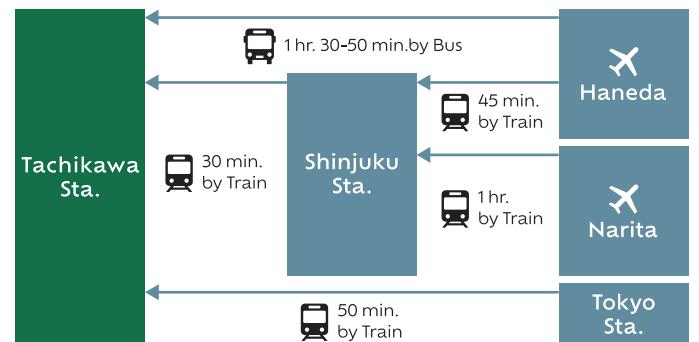 1 hr. 30-50 min.by Bus
Haneda
45 min.
by Train
Tachikawa
Sta.
30 min.
by Train
Shinjuku
Sta.
1 hr.
by Train
Narita
50 min.
by Train
Tokyo
Sta.